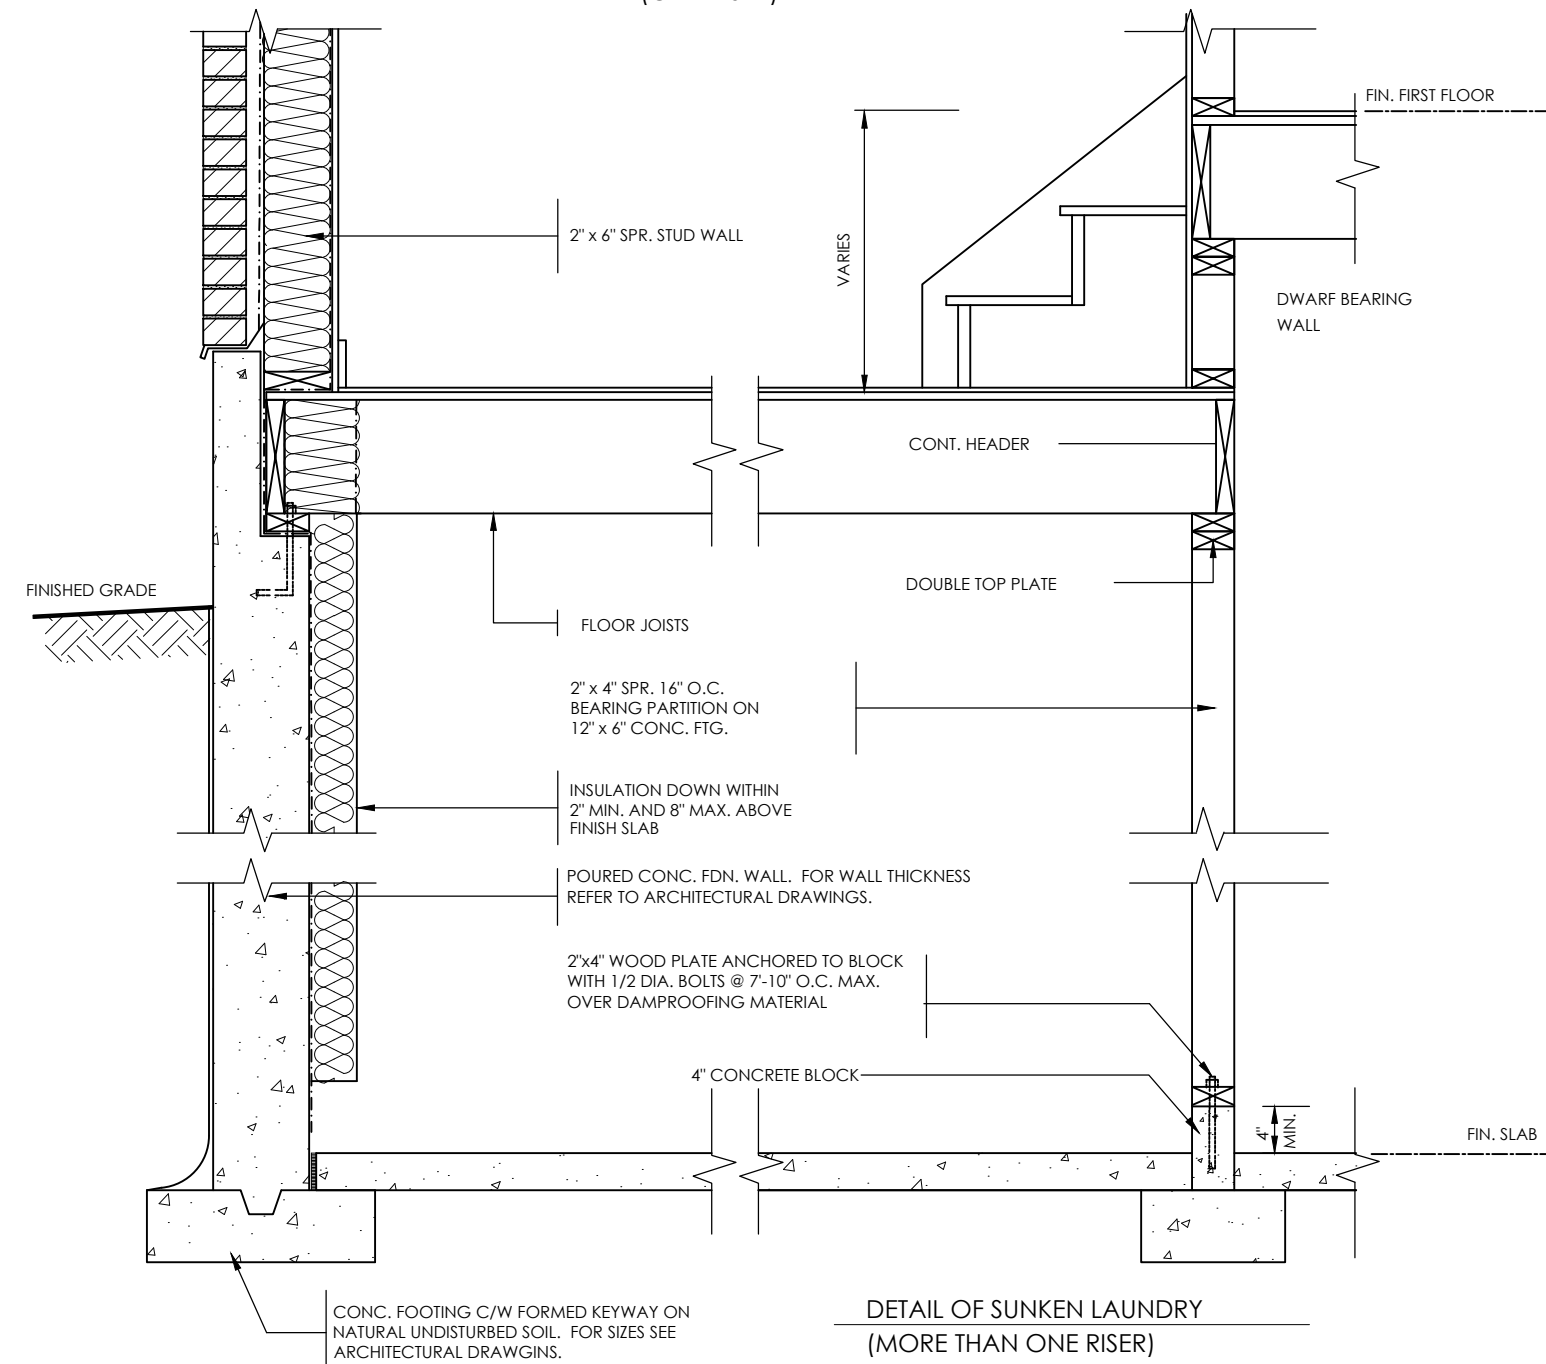 FIN. FIRST FLOOR
2" x 6" SPR. STUD WALL
VARIES
DWARF BEARING
WALL
CONT. HEADER
FINISHED GRADE
DOUBLE TOP PLATE
FLOOR JOISTS
2" x 4" SPR. 16" O.C.
BEARING PARTITION ON
12" x 6" CONC. FTG.
INSULATION DOWN WITHIN
2" MIN. AND 8" MAX. ABOVE
FINISH SLAB
POURED CONC. FDN. WALL.  FOR WALL THICKNESS
REFER TO ARCHITECTURAL DRAWINGS.
2"x4" WOOD PLATE ANCHORED TO BLOCK
WITH 1/2 DIA. BOLTS @ 7'-10" O.C. MAX.
OVER DAMPROOFING MATERIAL
4" CONCRETE BLOCK
4"
MIN.
FIN. SLAB
CONC. FOOTING C/W FORMED KEYWAY ON
NATURAL UNDISTURBED SOIL.  FOR SIZES SEE
ARCHITECTURAL DRAWGINS.
DETAIL OF SUNKEN LAUNDRY
(MORE THAN ONE RISER)